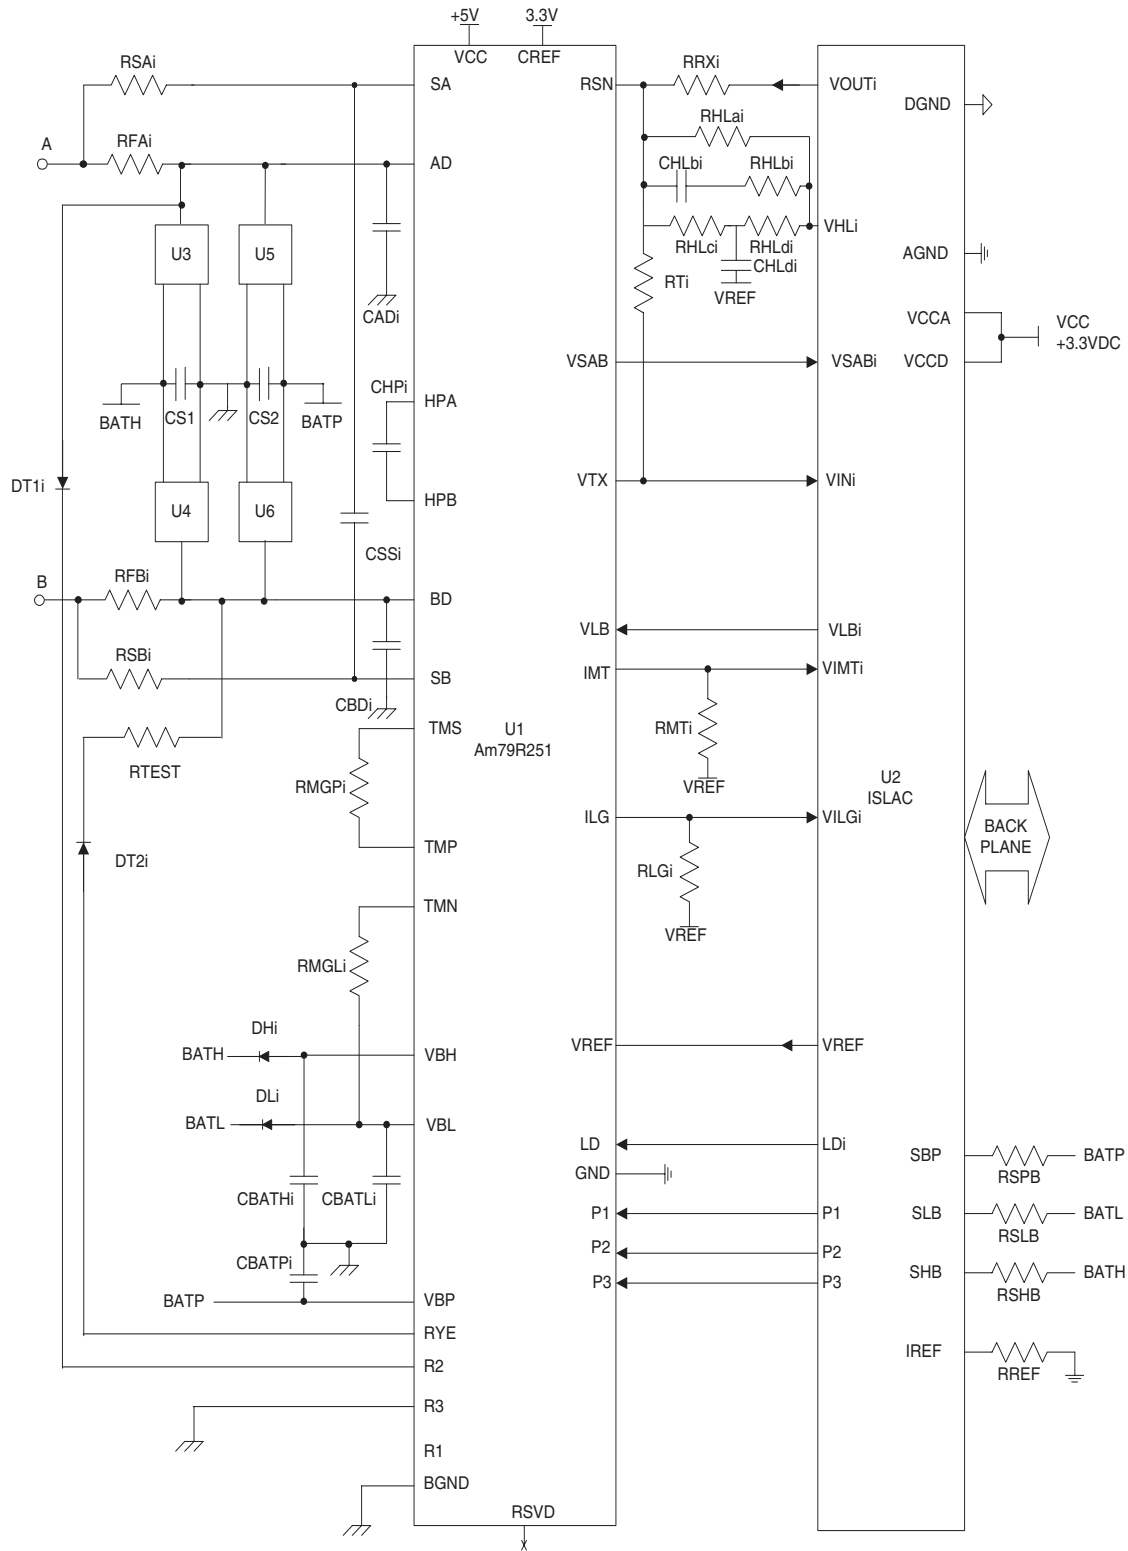 +5V
3.3V
VCC
CREF
RSAi
SA
RSN
RRXi
VOUTi
DGND
RHLai
A
RFAi
AD
CHLbi
RHLbi
VHLi
U3
U5
RHLci
RHLdi
AGND
CHLdi
RTi
VREF
CADi
VCCA
VCC
+3.3VDC
VSAB
VSABi
VCCD
CHPi
HPA
BATH
CS1
CS2
BATP
VTX
VINi
DT1i
HPB
U4
U6
CSSi
B
RFBi
BD
VLB
VLBi
RSBi
SB
IMT
VIMTi
CBDi
TMS
U1
Am79R251
RMTi
RTEST
RMGPi
VREF
U2
ISLAC
ILG
VILGi
BACK
PLANE
TMP
DT2i
RLGi
TMN
VREF
RMGLi
DHi
BATH
VBH
VREF
VREF
DLi
BATL
VBL
LD
LDi
SBP
BATP
GND
RSPB
CBATHi
CBATLi
P1
P1
SLB
BATL
RSLB
P2
P2
CBATPi
SHB
BATH
P3
P3
RSHB
BATP
VBP
RYE
IREF
R2
RREF
R3
R1
BGND
RSVD